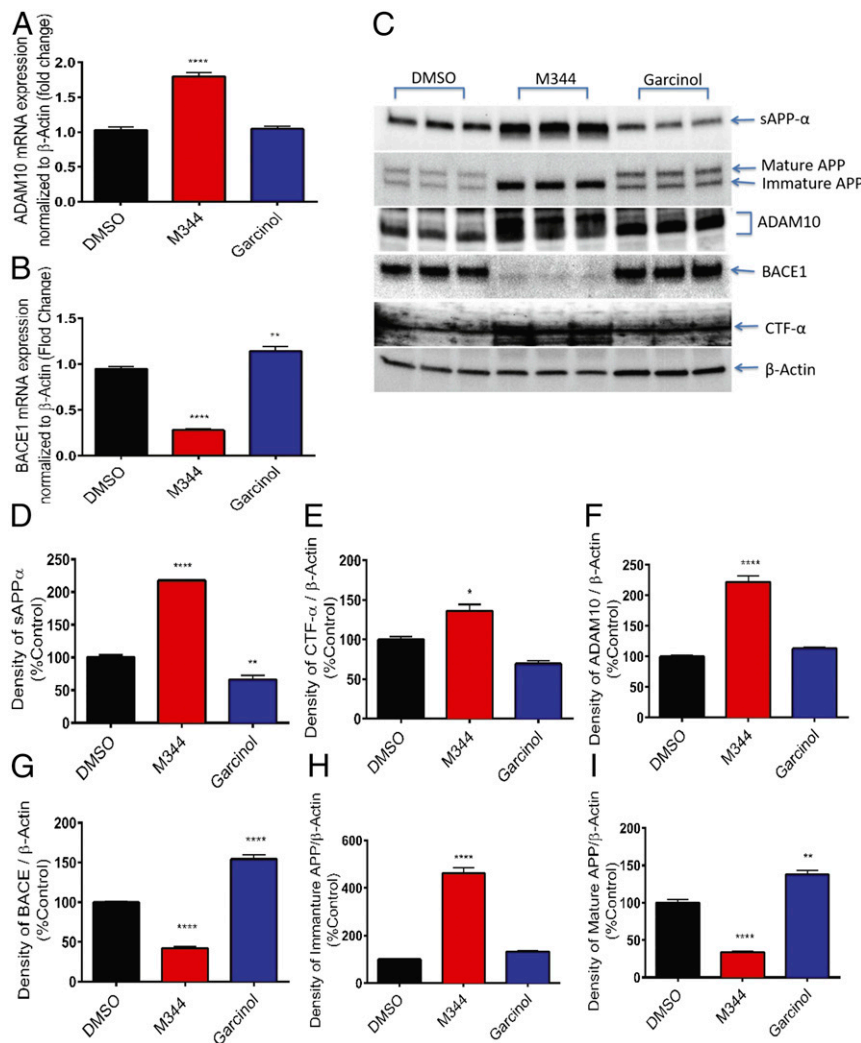 A
ADAM10 mRNA expression
normalized to β-Actin (fold change)
2.0
1.5
1.0
0.5
0.0
****
DMSO
M344
Garcinol
B
BACE1 mRNA expression
normalized to β-Actin (Flod Change)
1.5
1.0
0.5
0.0
****
**
DMSO
M344
Garcinol
C
DMSO
M344
Garcinol
sAPP-α
Mature APP
Immature APP
ADAM10
BACE1
CTF-α
β-Actin
D
Density of sAPPα
(%Control)
250
200
150
100
50
0
****
**
DMSO
M344
Garcinol
E
Density of CTF-α / β-Actin
(%Control)
200
150
100
50
0
*
DMSO
M344
Garcinol
F
Density of ADAM10 / β-Actin
(%Control)
250
200
150
100
50
0
****
DMSO
M344
Garcinol
G
Density of BACE / β-Actin
(%Control)
200
150
100
50
0
****
****
DMSO
M344
Garcinol
H
Density of Immanture APP/β-Actin
(%Control)
600
400
200
100
0
****
DMSO
M344
Garcinol
I
Density of Mature APP/β-Actin
(%Control)
200
150
100
50
0
****
**
DMSO
M344
Garcinol